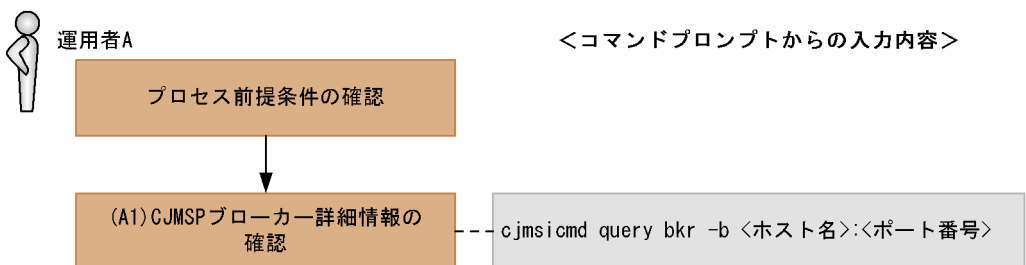 運用者A
＜コマンドプロンプトからの入力内容＞
プロセス前提条件の確認
(A1)CJMSPブローカー詳細情報の
確認
cjmsicmd query bkr -b <ホスト名>:<ポート番号>